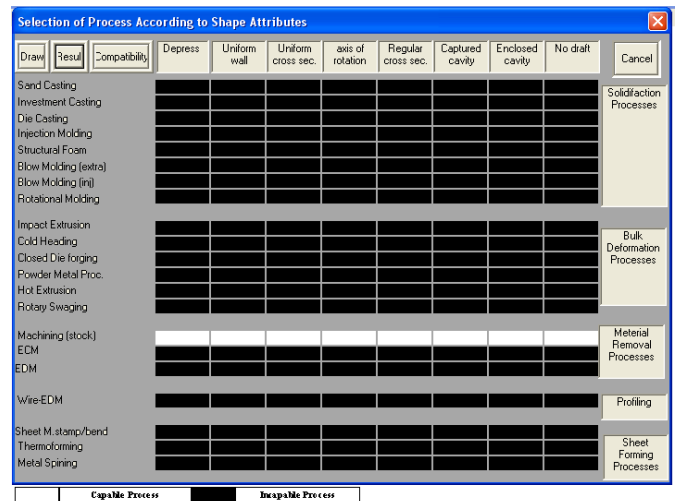 Selection of Process According to Shape Attributes
Draw
Resul
Compatibility
Depress
Uniform
wall
Uniform
cross sec.
axis of
rotation
Regular
cross sec.
Captured
cavity
Enclosed
cavity
No draft
Cancel
Sand Casting
Investment Casting
Die Casting
Injection Molding
Structural Foam
Blow Molding (extra)
Blow Molding (inj)
Rotational Molding
Solidifaction
Processes
Impact Extrusion
Cold Heading
Closed Die forging
Powder Metal Proc.
Hot Extrusion
Rotary Swaging
Bulk
Deformation
Processes
Machining (stock)
ECM
EDM
Meterial
Removal
Processes
Wire-EDM
Profiling
Sheet M.stamp/bend
Thermoforming
Metal Spining
Sheet
Forming
Processes
Capable Process
Incapable Process